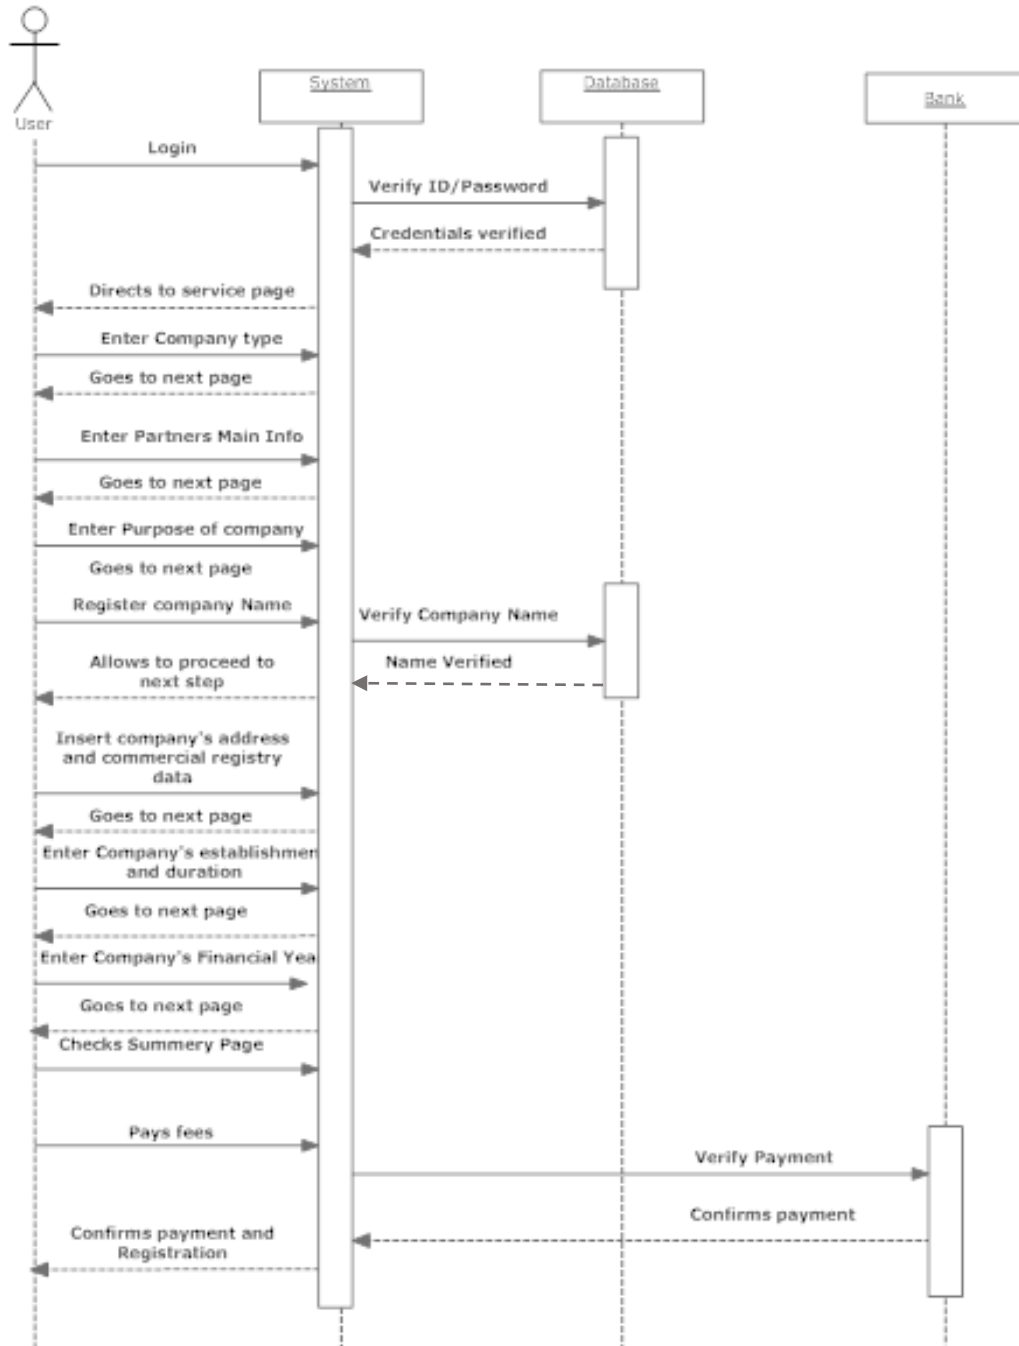 System
Database
Bank
User
Login
Verify ID/Password
Credentials verified
Directs to service page
Enter Company type
Goes to next page
Enter Partners Main Info
Goes to next page
Enter Purpose of company
Goes to next page
Register company Name
Verify Company Name
Name Verified
Allows to proceed to
next step
Insert company's address
and commercial registry
data
Goes to next page
Enter Company's establishmen
and duration
Goes to next page
Enter Company's Financial Yea
Goes to next page
Checks Summery Page
Pays fees
Verify Payment
Confirms payment
Confirms payment and
Registration